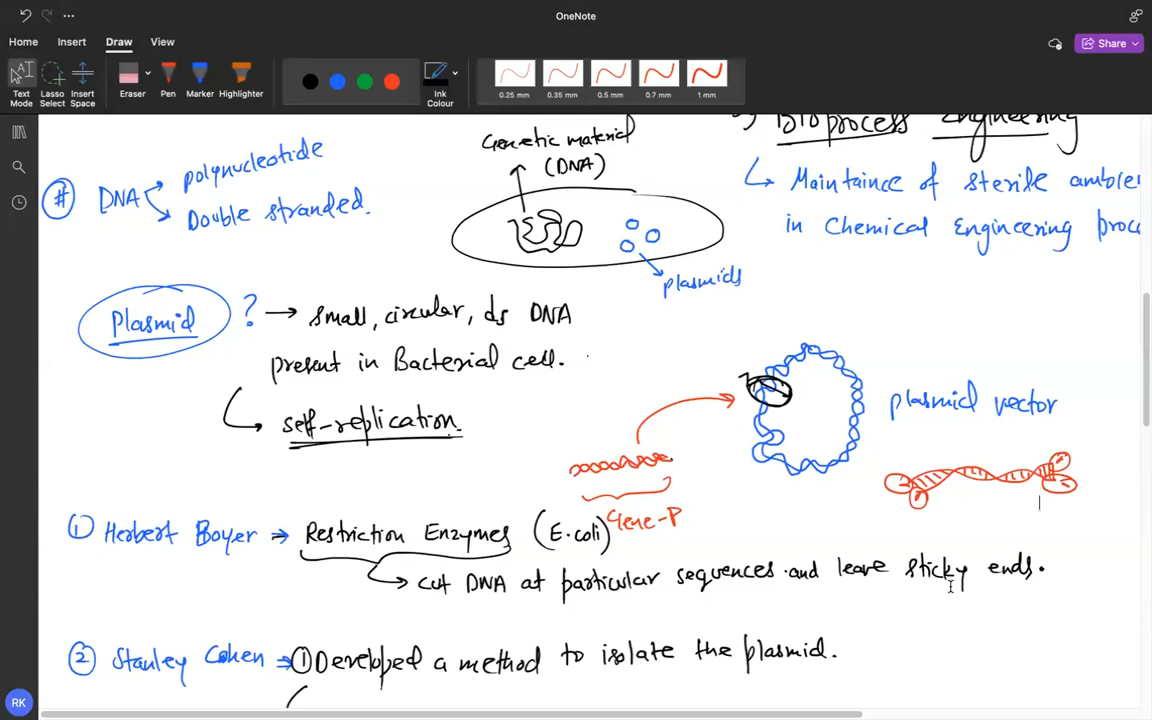 OneNote
Home Insert Draw View
Share
Text Mode
Lasso Select
Insert Space
Eraser
Pen
Marker
Highlighter
Ink Colour
0.25 mm 0.35 mm 0.5 mm 0.7 mm 1 mm
Bioprocess Engineering
Maintaince of sterile ambie
in Chemical Engineering proc
Genetic material
(DNA)
plasmids
# DNA
polynucleotide
Double stranded.
Plasmid ? → small, circular, ds DNA
present in Bacterial cell.
self-replication.
plasmid vector
Gene-P
① Herbert Boyer → Restriction Enzymes (E.coli)
cut DNA at particular sequences and leave sticky ends.
② Stanley Cohen ⇒ ① Developed a method to isolate the plasmid.
RK